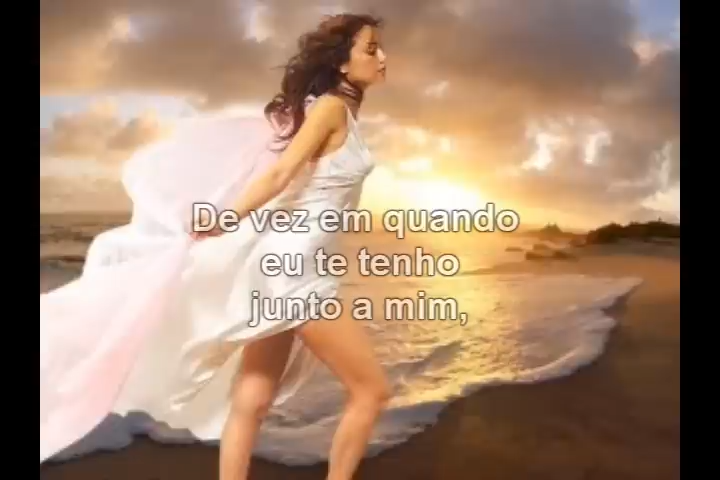 De vez em quando
eu te tenho
junto a mim,